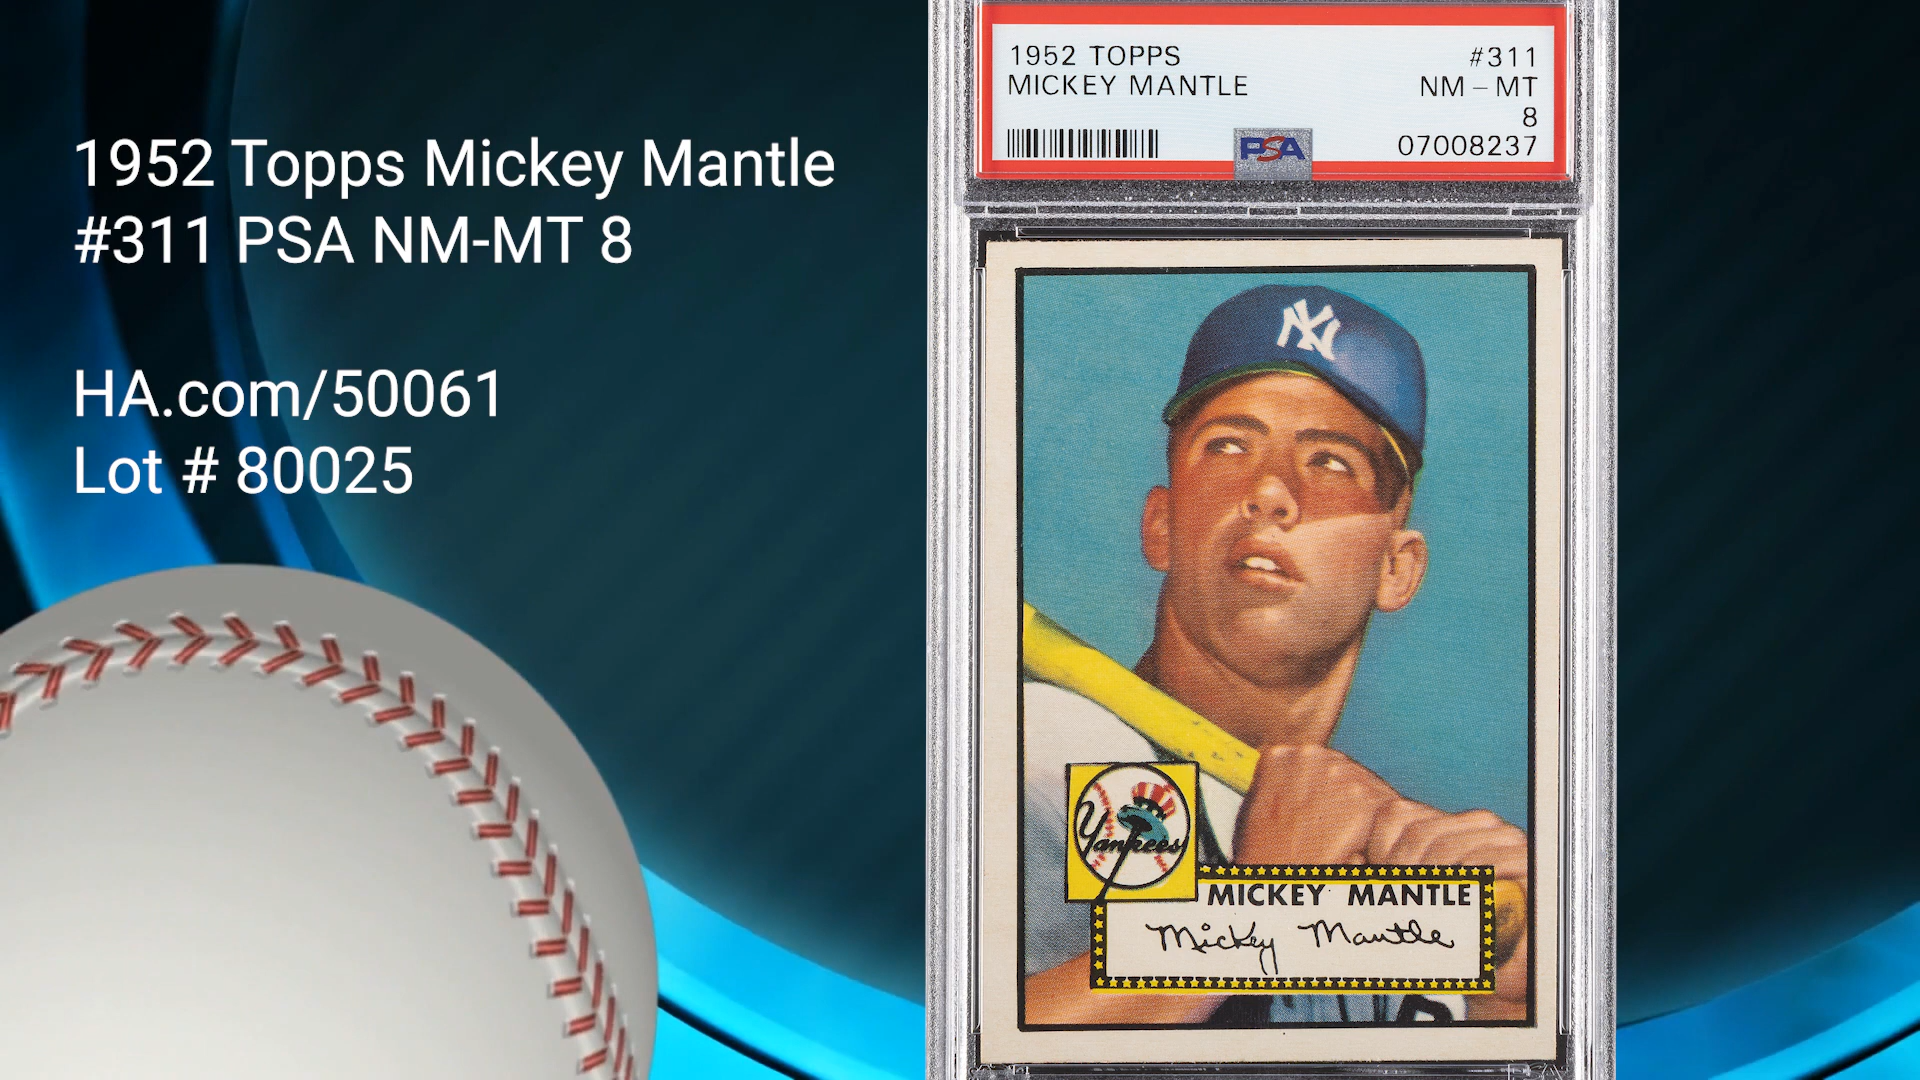 1952 Topps Mickey Mantle
#311 PSA NM-MT 8
HA.com/50061
Lot # 80025
1952 TOPPS #311
MICKEY MANTLE NM - MT
8
PSA 07008237
NY
Yankees
MICKEY MANTLE
Mickey Mantle